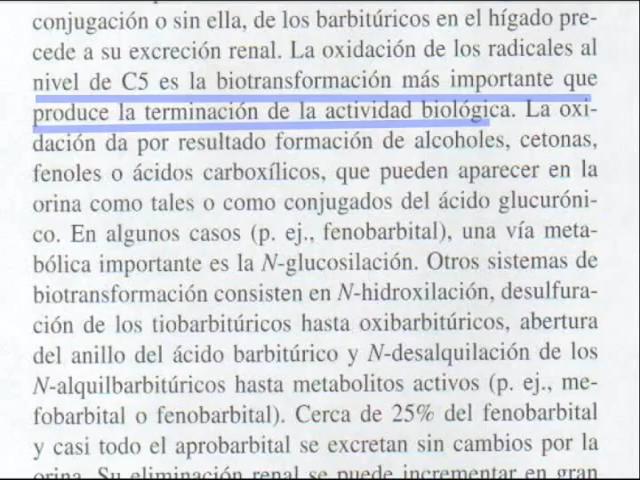 conjugación o sin ella, de los barbitúricos en el hígado pre-
cede a su excreción renal. La oxidación de los radicales al
nivel de C5 es la biotransformación más importante que
produce la terminación de la actividad biológica. La oxi-
dación da por resultado formación de alcoholes, cetonas,
fenoles o ácidos carboxílicos, que pueden aparecer en la
orina como tales o como conjugados del ácido glucuróni-
co. En algunos casos (p. ej., fenobarbital), una vía meta-
bólica importante es la N-glucosilación. Otros sistemas de
biotransformación consisten en N-hidroxilación, desulfura-
ción de los tiobarbitúricos hasta oxibarbitúricos, abertura
del anillo del ácido barbitúrico y N-desalquilación de los
N-alquilbarbitúricos hasta metabolitos activos (p. ej., me-
fobarbital o fenobarbital). Cerca de 25% del fenobarbital
y casi todo el aprobarbital se excretan sin cambios por la
orina. Su eliminación renal se puede incrementar en gran